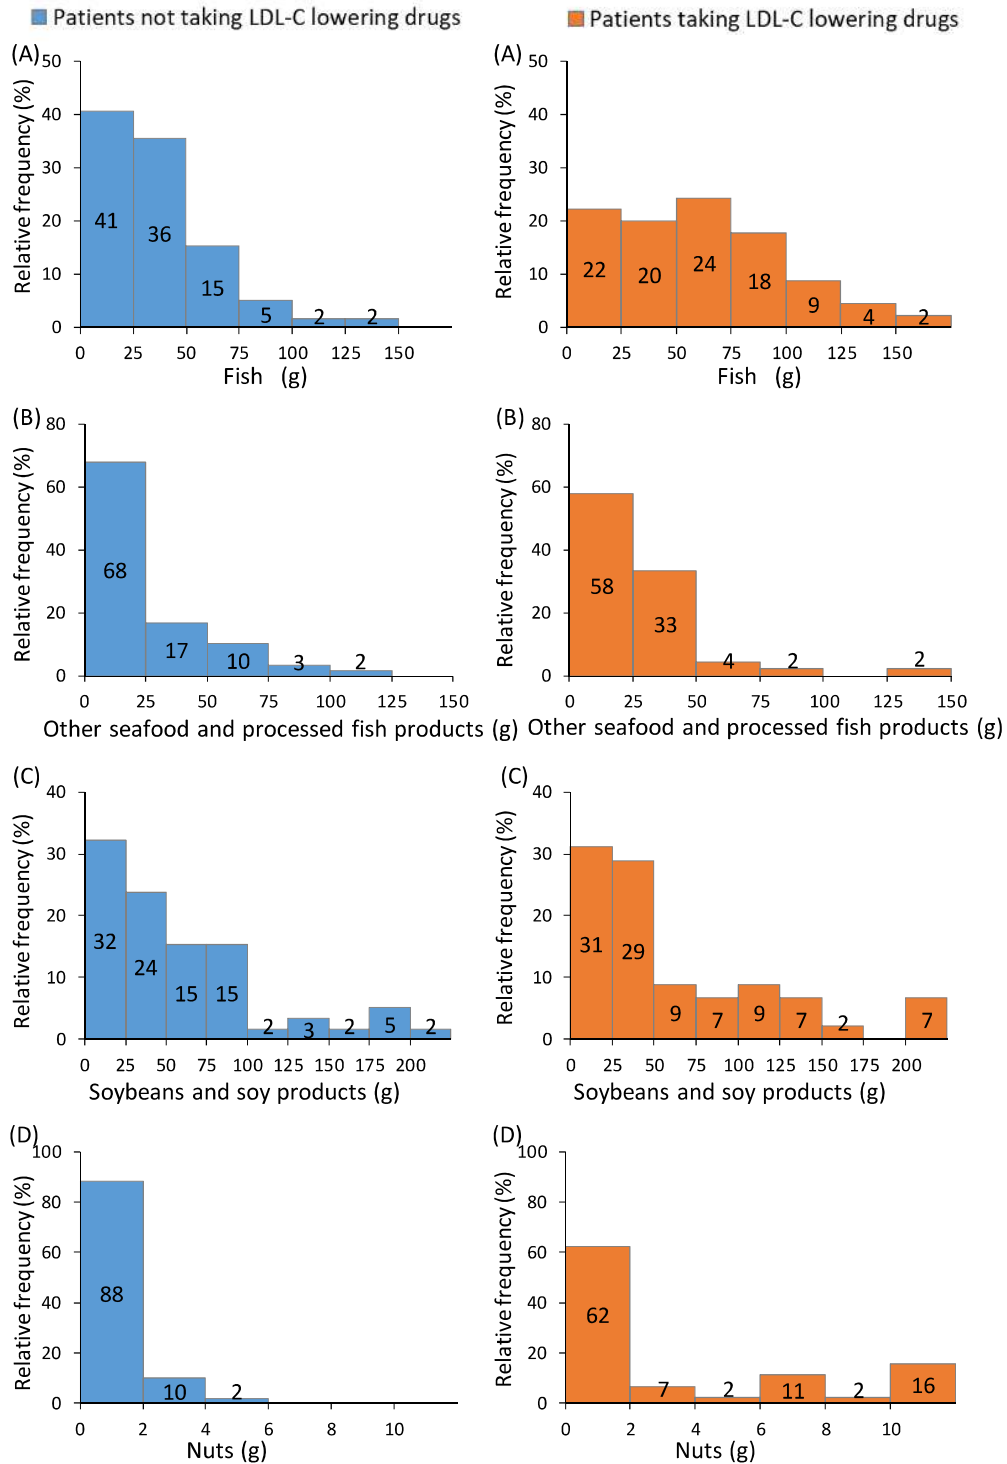 Patients not taking LDL-C lowering drugs
Patients taking LDL-C lowering drugs
(A)
Relative frequency (%)
50
40
30
20
10
0
41
36
15
5
2
2
0 25 50 75 100 125 150
Fish (g)
(A)
Relative frequency (%)
50
40
30
20
10
0
22
20
24
18
9
4
2
0 25 50 75 100 125 150
Fish (g)
(B)
Relative frequency (%)
80
60
40
20
0
68
17
10
3
2
0 25 50 75 100 125 150
Other seafood and processed fish products (g)
(B)
Relative frequency (%)
80
60
40
20
0
58
33
4
2
2
0 25 50 75 100 125 150
Other seafood and processed fish products (g)
(C)
Relative frequency (%)
40
30
20
10
0
32
24
15
15
2
3
2
5
2
0 25 50 75 100 125 150 175 200
Soybeans and soy products (g)
(C)
Relative frequency (%)
40
30
20
10
0
31
29
9
7
9
7
2
7
0 25 50 75 100 125 150 175 200
Soybeans and soy products (g)
(D)
Relative frequency (%)
100
80
60
40
20
0
88
10
2
0 2 4 6 8 10
Nuts (g)
(D)
Relative frequency (%)
100
80
60
40
20
0
62
7
2
11
2
16
0 2 4 6 8 10
Nuts (g)